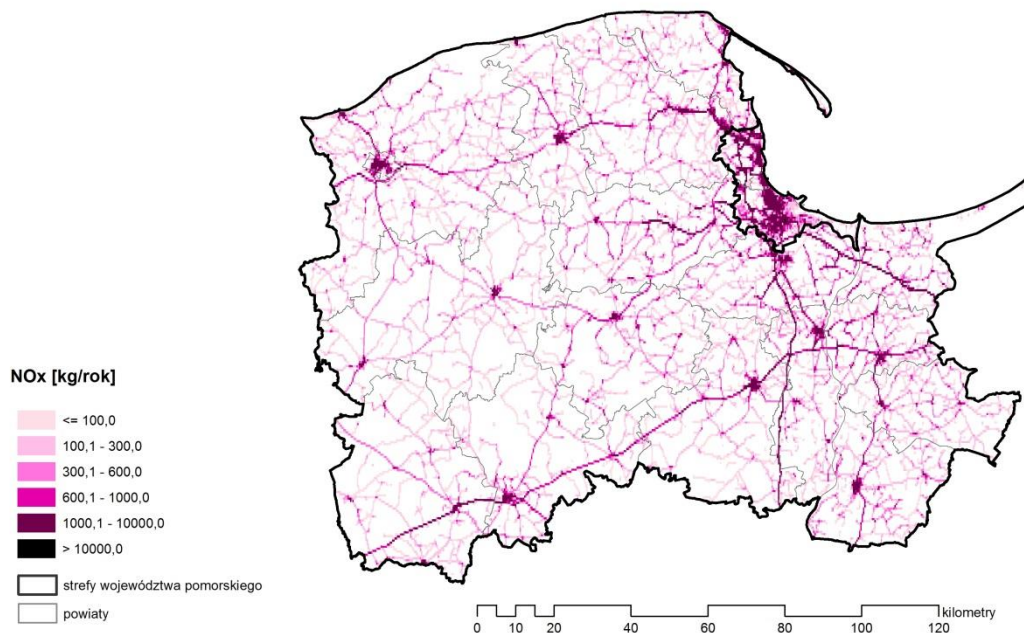 NOx [kg/rok]
<= 100,0
100,1 - 300,0
300,1 - 600,0
600,1 - 1000,0
1000,1 - 10000,0
> 10000,0
strefy województwa pomorskiego
powiaty
kilometry
0 10 20 40 60 80 100 120